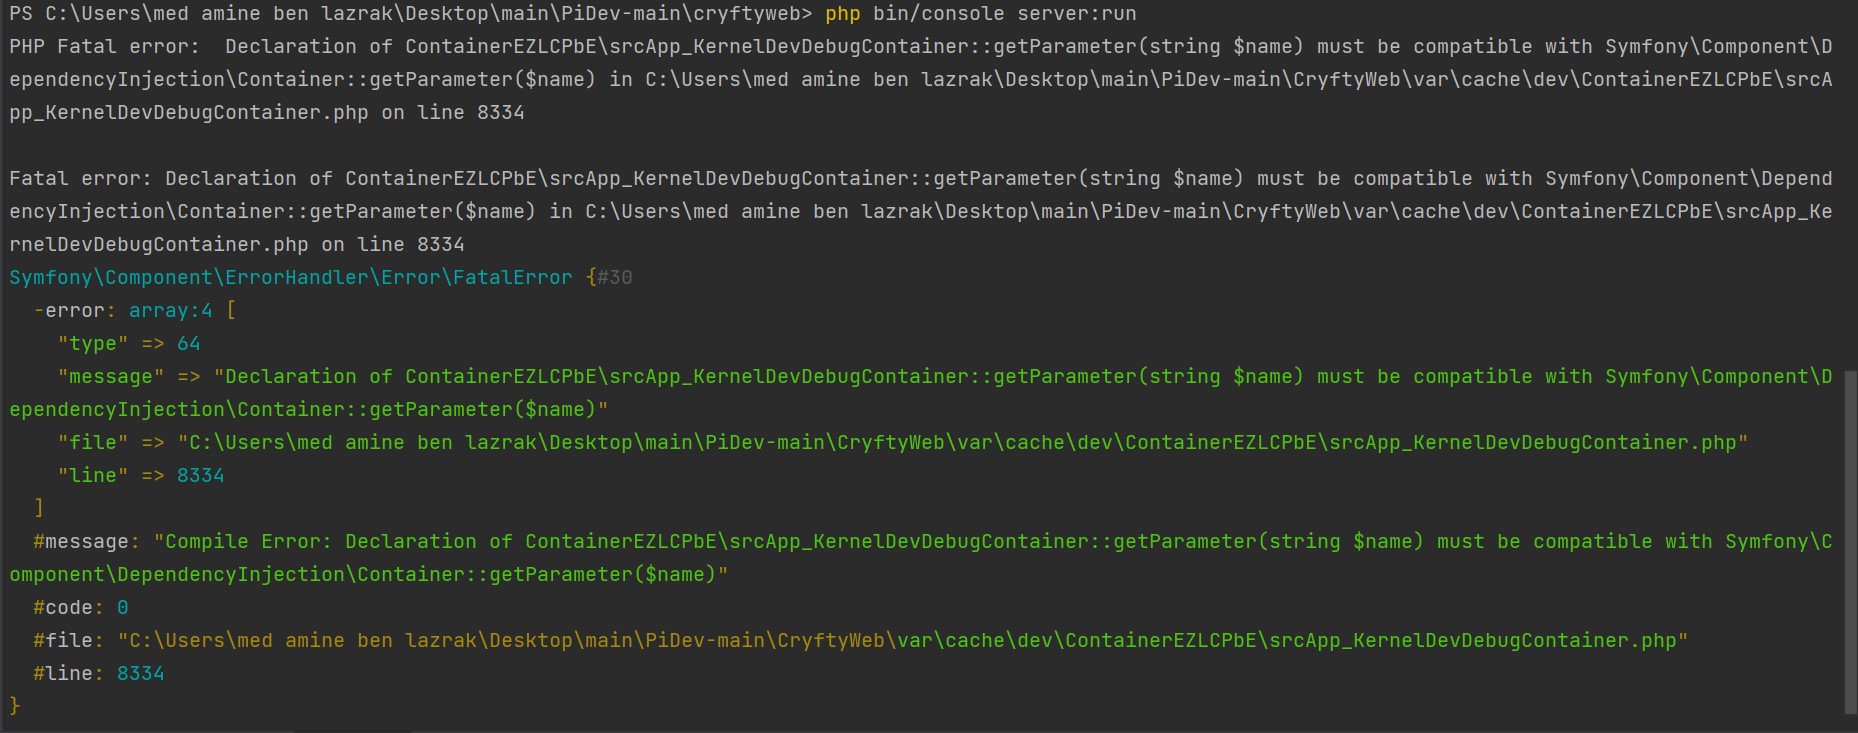 PS C:\Users\med amine ben lazrak\Desktop\main\PiDev-main\cryftyweb> php bin/console server:run
PHP Fatal error:  Declaration of ContainerEZLCPbE\srcApp_KernelDevDebugContainer::getParameter(string $name) must be compatible with Symfony\Component\D
ependencyInjection\Container::getParameter($name) in C:\Users\med amine ben lazrak\Desktop\main\PiDev-main\CryftyWeb\var\cache\dev\ContainerEZLCPbE\srcA
pp_KernelDevDebugContainer.php on line 8334

Fatal error: Declaration of ContainerEZLCPbE\srcApp_KernelDevDebugContainer::getParameter(string $name) must be compatible with Symfony\Component\Depend
encyInjection\Container::getParameter($name) in C:\Users\med amine ben lazrak\Desktop\main\PiDev-main\CryftyWeb\var\cache\dev\ContainerEZLCPbE\srcApp_Ke
rnelDevDebugContainer.php on line 8334
Symfony\Component\ErrorHandler\Error\FatalError {#30
  -error: array:4 [
    "type" => 64
    "message" => "Declaration of ContainerEZLCPbE\srcApp_KernelDevDebugContainer::getParameter(string $name) must be compatible with Symfony\Component\D
ependencyInjection\Container::getParameter($name)"
    "file" => "C:\Users\med amine ben lazrak\Desktop\main\PiDev-main\CryftyWeb\var\cache\dev\ContainerEZLCPbE\srcApp_KernelDevDebugContainer.php"
    "line" => 8334
  ]
  #message: "Compile Error: Declaration of ContainerEZLCPbE\srcApp_KernelDevDebugContainer::getParameter(string $name) must be compatible with Symfony\C
omponent\DependencyInjection\Container::getParameter($name)"
  #code: 0
  #file: "C:\Users\med amine ben lazrak\Desktop\main\PiDev-main\CryftyWeb\var\cache\dev\ContainerEZLCPbE\srcApp_KernelDevDebugContainer.php"
  #line: 8334
}